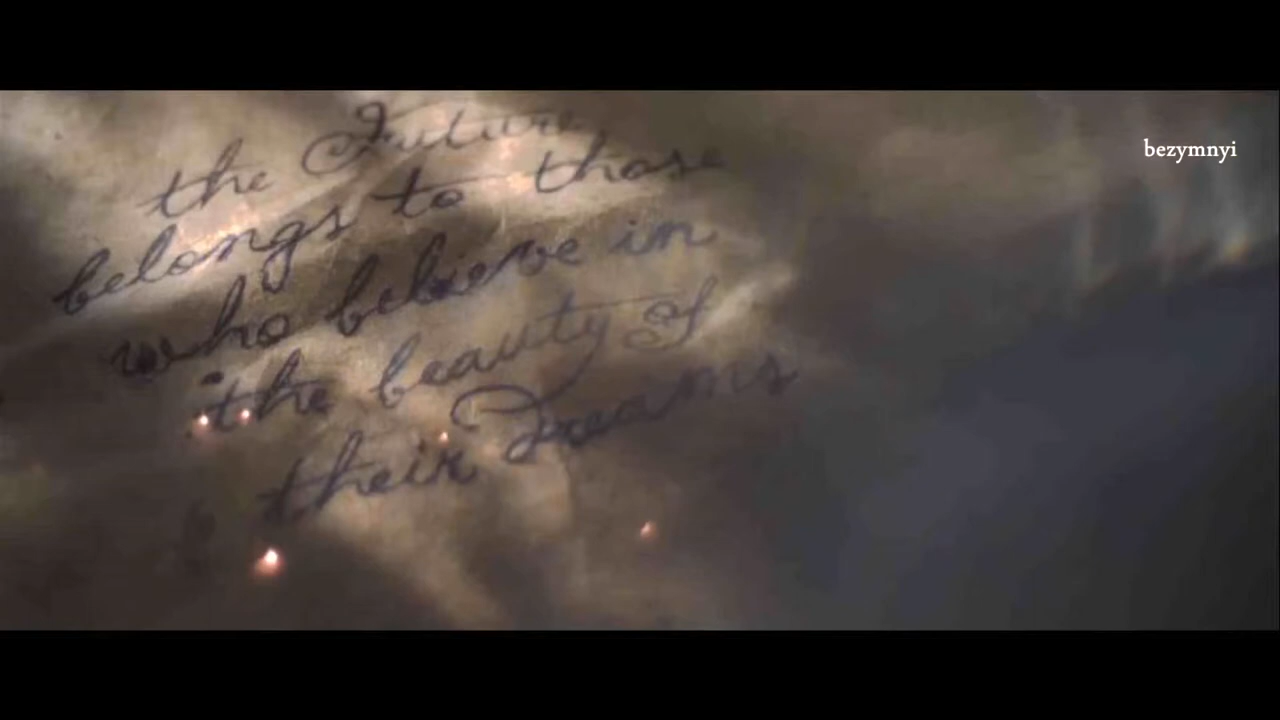 the Future
belongs to those
who believe in
the beauty of
their Dreams
bezymnyi